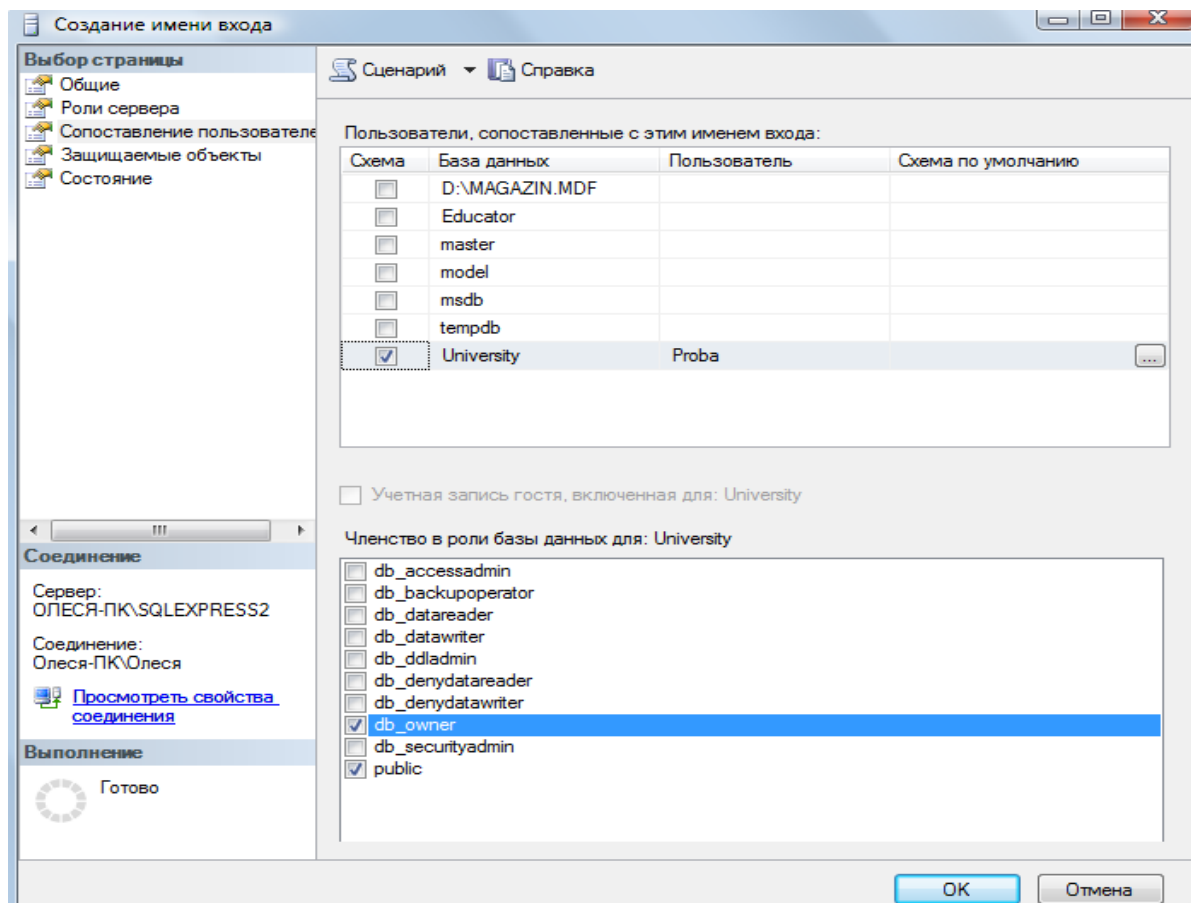 Создание имени входа
Выбор страницы
Общие
Роли сервера
Сопоставление пользователе
Защищаемые объекты
Состояние
Сценарий
Справка
Пользователи, сопоставленные с этим именем входа:
Схема База данных Пользователь Схема по умолчанию
D:\MAGAZIN.MDF
Educator
master
model
msdb
tempdb
University Proba ...
Учетная запись гостя, включенная для: University
Членство в роли базы данных для: University
db_accessadmin
db_backupoperator
db_datareader
db_datawriter
db_ddladmin
db_denydatareader
db_denydatawriter
db_owner
db_securityadmin
public
Соединение
Сервер:
ОЛЕСЯ-ПК\SQLEXPRESS2
Соединение:
Олеся-ПК\Олеся
Просмотреть свойства
соединения
Выполнение
Готово
OK
Отмена